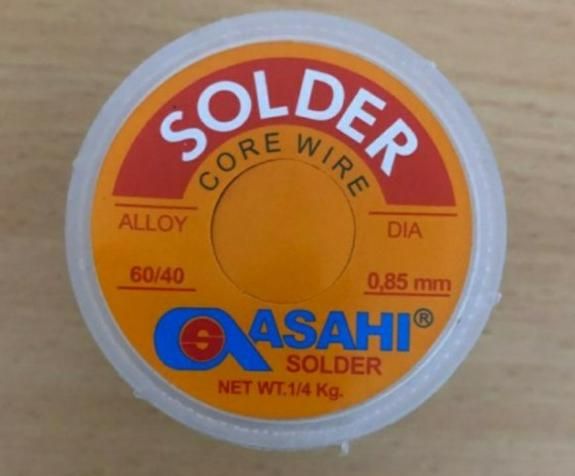 SOLDER
CORE WIRE
ALLOY
DIA
60/40
0,85 mm
ASAHI®
SOLDER
NET WT.1/4 Kg.